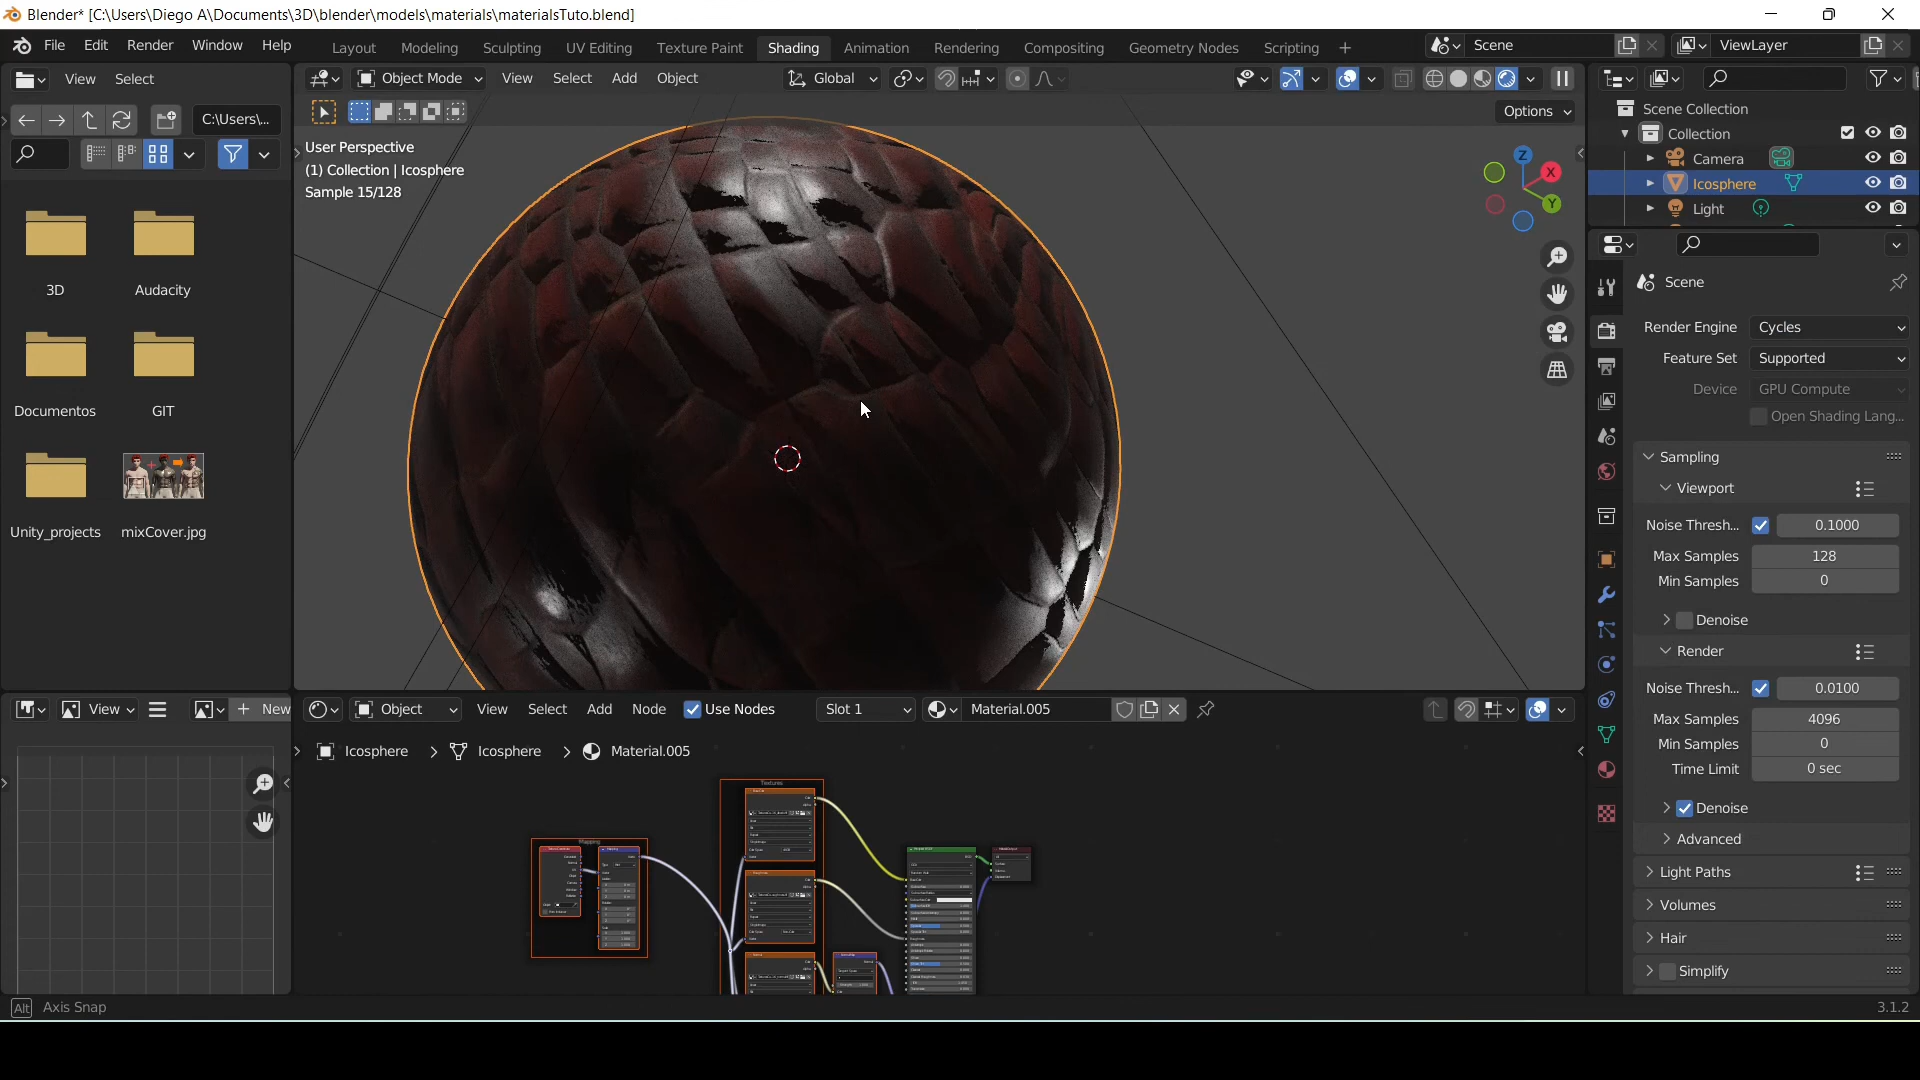 Blender* [C:\Users\Diego A\Documents\3D\blender\models\materials\materialsTuto.blend]
File Edit Render Window Help Layout Modeling Sculpting UV Editing Texture Paint Shading Animation Rendering Compositing Geometry Nodes Scripting Scene ViewLayer
View Select Object Mode View Select Add Object Global
C:\Users\...
Options
User Perspective
(1) Collection | Icosphere
Sample 15/128
Z
X
Y
3D Audacity
Documentos GIT
Unity_projects mixCover.jpg
Scene Collection
Collection
Camera
Icosphere
Light
Scene
Render Engine Cycles
Feature Set Supported
Device GPU Compute
Open Shading Lang...
Sampling
Viewport
Noise Thresh... 0.1000
Max Samples 128
Min Samples 0
Denoise
Render
Noise Thresh... 0.0100
Max Samples 4096
Min Samples 0
Time Limit 0 sec
Denoise
Advanced
Light Paths
Volumes
Hair
Simplify
View New Object View Select Add Node Use Nodes Slot 1 Material.005
Icosphere Icosphere Material.005
Textures
Mapping
Alt Axis Snap 3.1.2